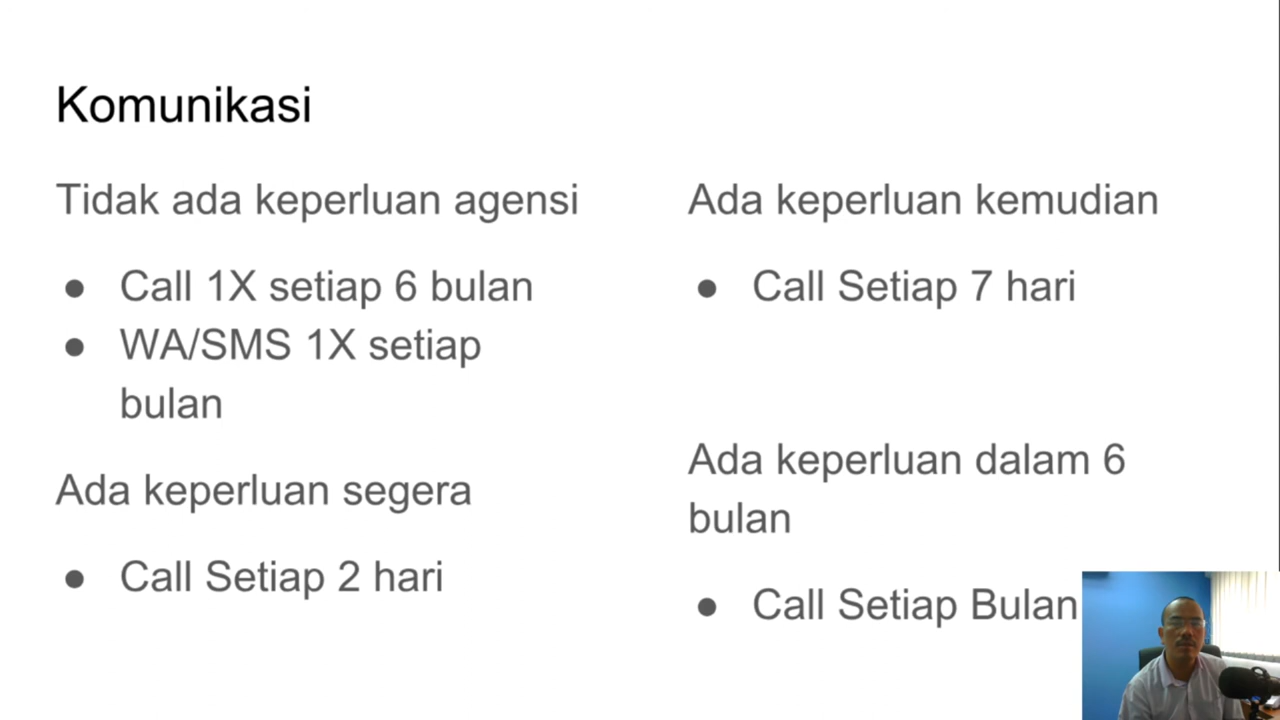 Komunikasi
Tidak ada keperluan agensi
● Call 1X setiap 6 bulan
● WA/SMS 1X setiap
bulan
Ada keperluan segera
● Call Setiap 2 hari
Ada keperluan kemudian
● Call Setiap 7 hari
Ada keperluan dalam 6
bulan
● Call Setiap Bulan